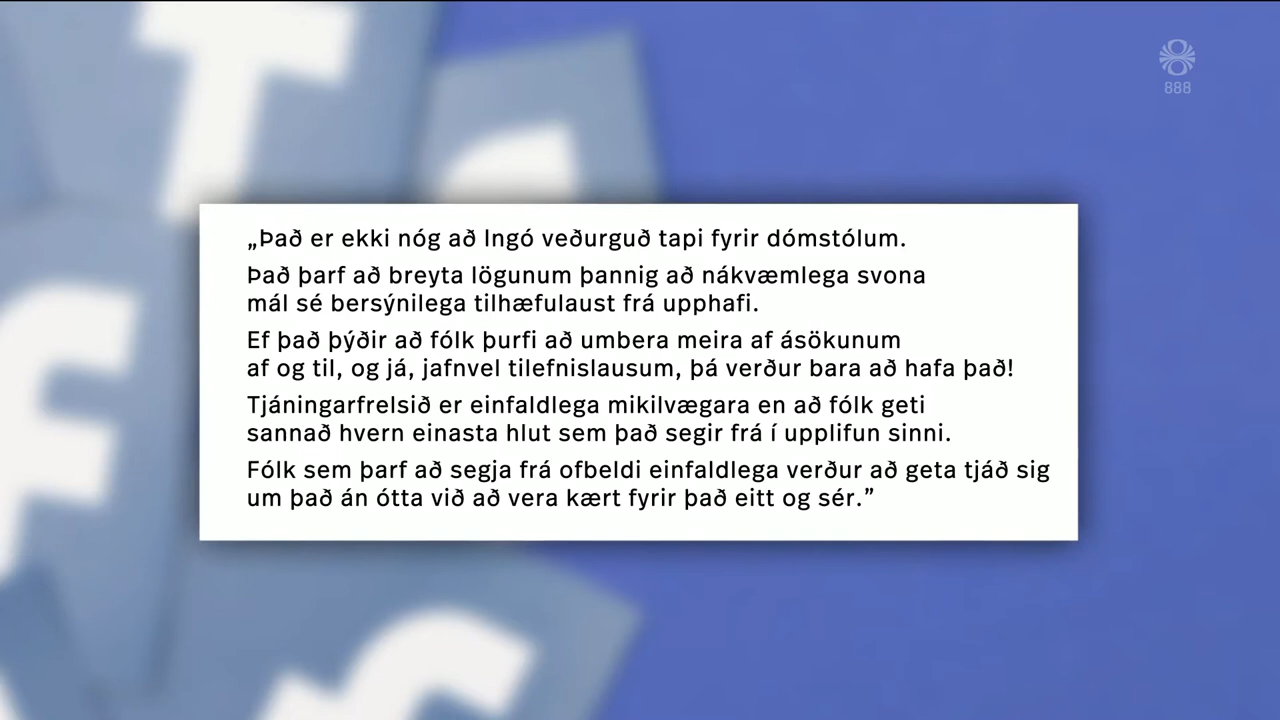 888
„Það er ekki nóg að Ingó veðurguð tapi fyrir dómstólum.
Það þarf að breyta lögunum þannig að nákvæmlega svona
mál sé bersýnilega tilhæfulaust frá upphafi.
Ef það þýðir að fólk þurfi að umbera meira af ásökunum
af og til, og já, jafnvel tilefnislausum, þá verður bara að hafa það!
Tjáningarfrelsið er einfaldlega mikilvægara en að fólk geti
sannað hvern einasta hlut sem það segir frá í upplifun sinni.
Fólk sem þarf að segja frá ofbeldi einfaldlega verður að geta tjáð sig
um það án ótta við að vera kært fyrir það eitt og sér.”